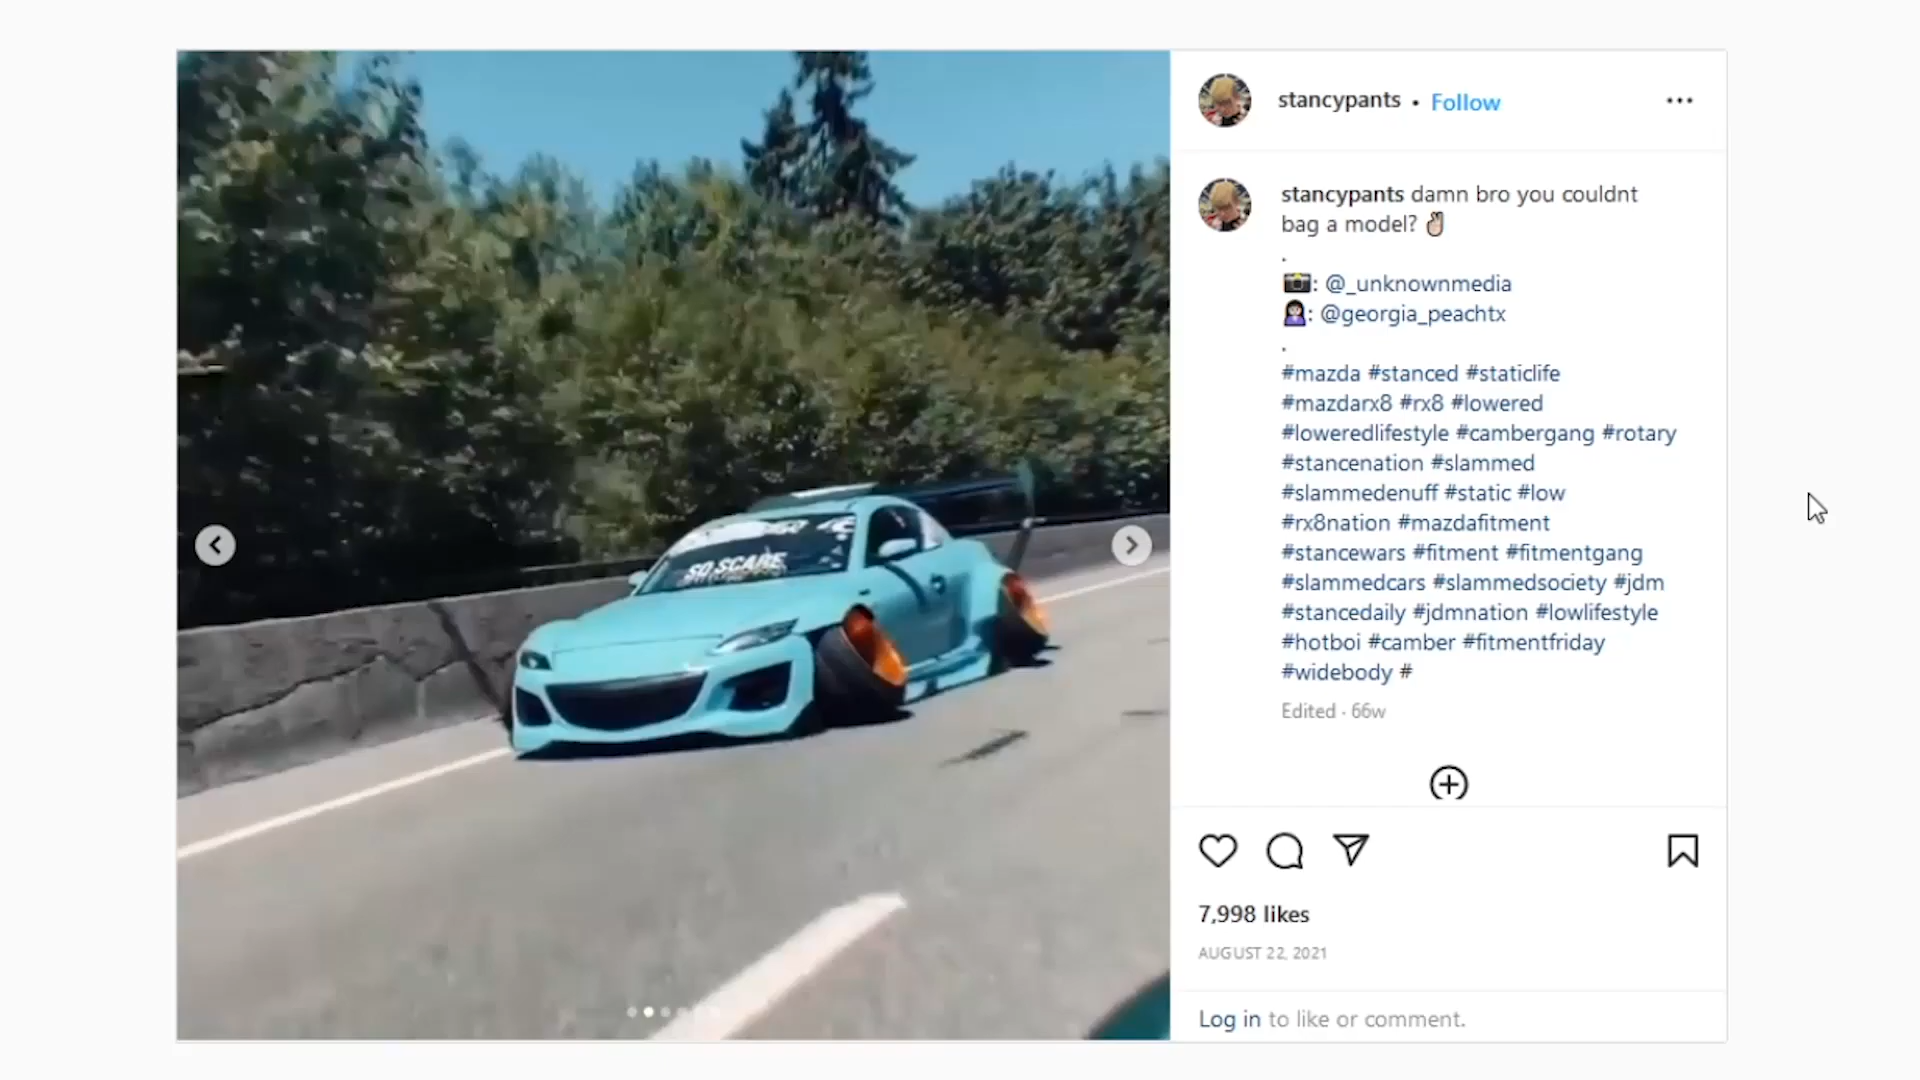 SO SCARE
stancypants • Follow
stancypants damn bro you couldnt
bag a model? ✌🏻
.
📸: @_unknownmedia
🙍🏻‍♀️: @georgia_peachtx
.
#mazda #stanced #staticlife
#mazdarx8 #rx8 #lowered
#loweredlifestyle #cambergang #rotary
#stancenation #slammed
#slammedenuff #static #low
#rx8nation #mazdafitment
#stancewars #fitment #fitmentgang
#slammedcars #slammedsociety #jdm
#stancedaily #jdmnation #lowlifestyle
#hotboi #camber #fitmentfriday
#widebody #
Edited · 66w
7,998 likes
AUGUST 22, 2021
Log in to like or comment.